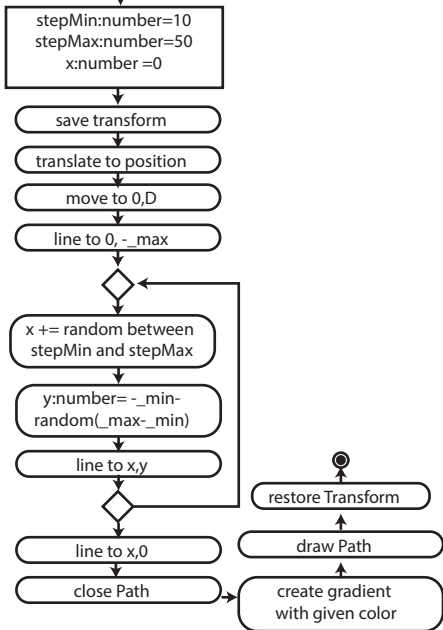 stepMin:number=10
stepMax:number=50
x:number =0
save transform
translate to position
move to 0,D
line to 0, -_max
x += random between
stepMin and stepMax
y:number= -_min-
random(_max-_min)
line to x,y
line to x,0
close Path
create gradient
with given color
draw Path
restore Transform